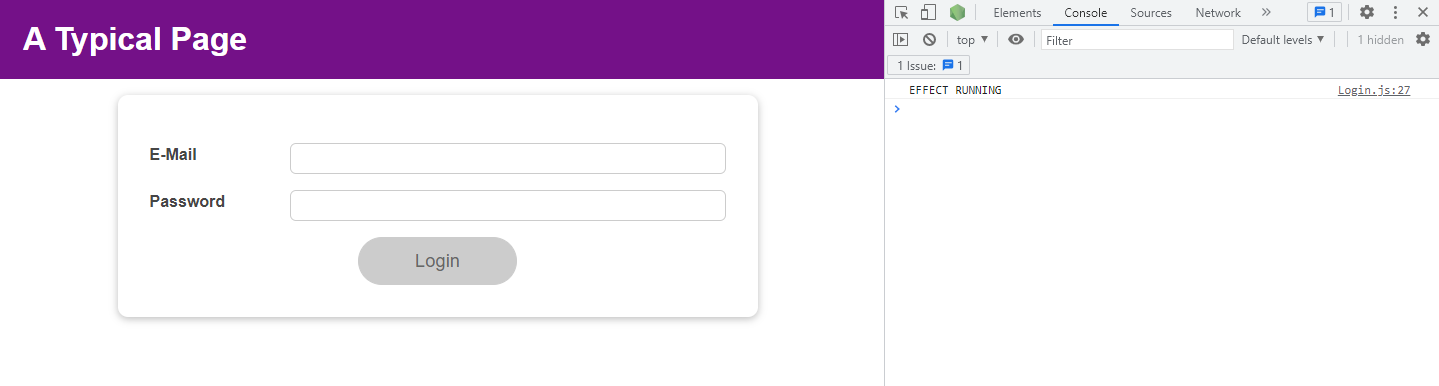 A Typical Page
E-Mail
Password
Login
Elements Console Sources Network » 1
top ▼ Filter Default levels ▼ 1 hidden
1 Issue: 1
EFFECT RUNNING Login.js:27